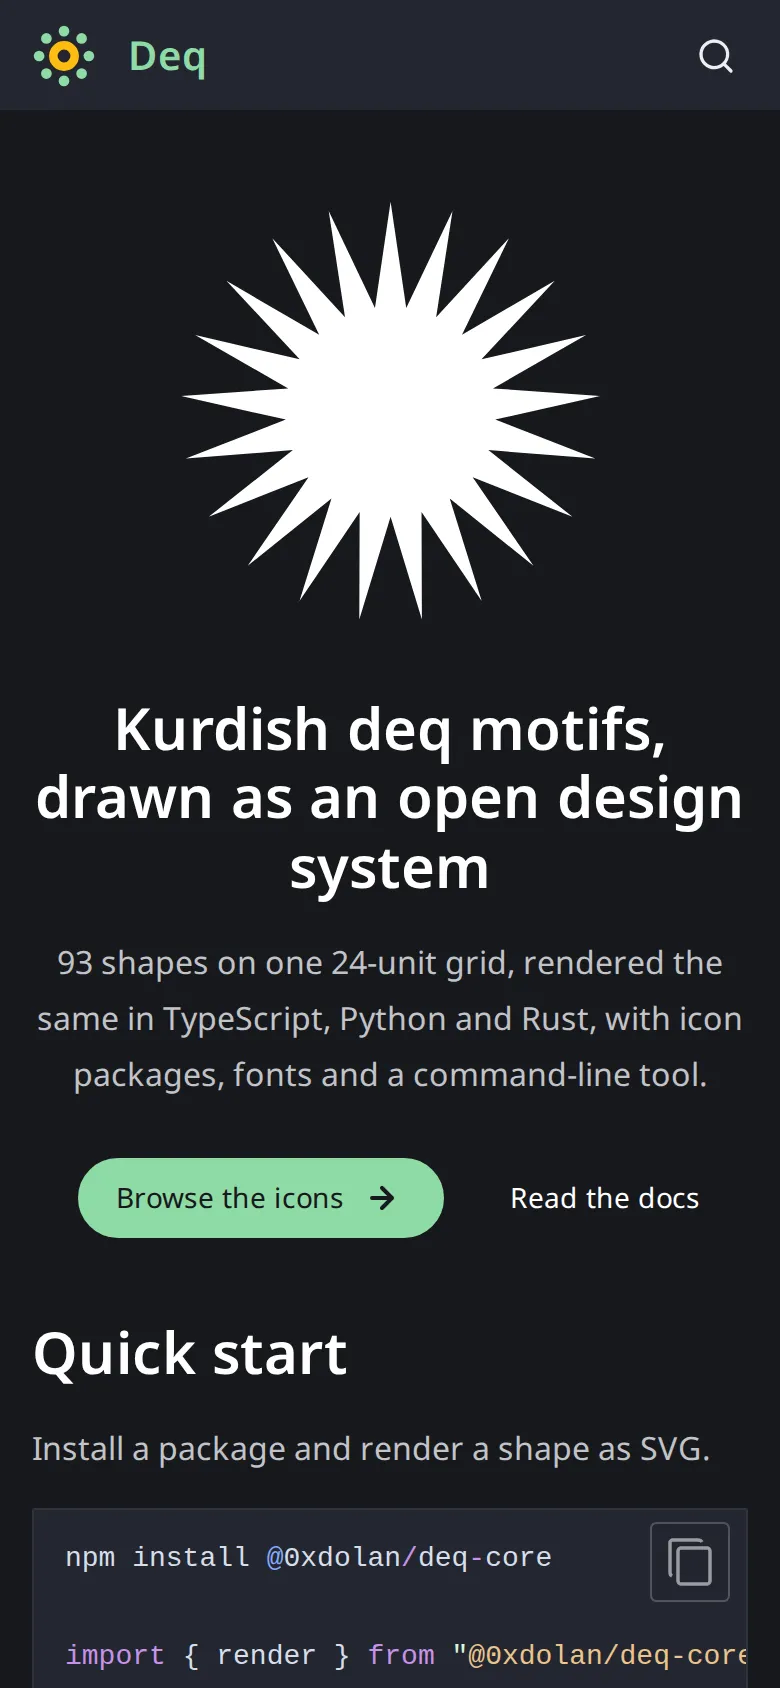 Deq
Kurdish deq motifs,
drawn as an open design
system
93 shapes on one 24-unit grid, rendered the
same in TypeScript, Python and Rust, with icon
packages, fonts and a command-line tool.
Browse the icons
Read the docs
Quick start
Install a package and render a shape as SVG.
npm install @0xdolan/deq-core
import { render } from "@0xdolan/deq-core